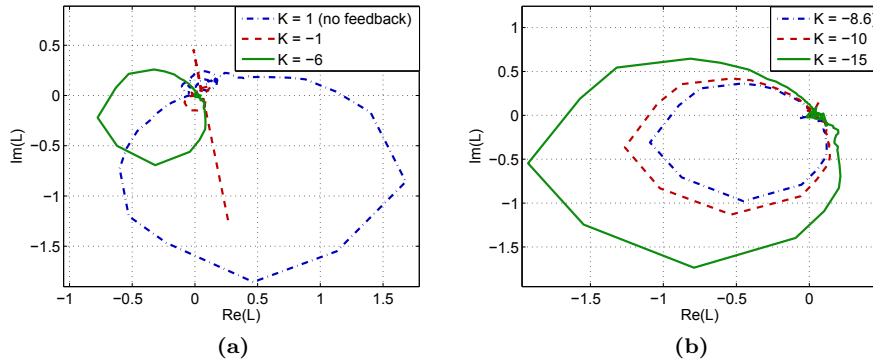 K = 1 (no feedback)
K = −1
K = −6
0.5
0
−0.5
−1
−1.5
Im(L)
−1
−0.5
0
0.5
1
1.5
Re(L)
(a)
K = −8.6
K = −10
K = −15
1
0.5
0
−0.5
−1
−1.5
Im(L)
−1.5
−1
−0.5
0
Re(L)
(b)